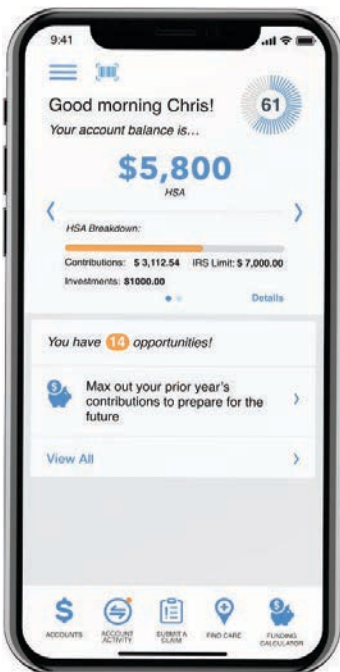 9:41
Good morning Chris!
61
Your account balance is...
$5,800
HSA
HSA Breakdown:
Contributions: $ 3,112.54 IRS Limit: $ 7,000.00
Investments: $1000.00
Details
You have 14 opportunities!
Max out your prior year's
contributions to prepare for the
future
View All
ACCOUNTS
ACCOUNT
ACTIVITY
SUBMIT A
CLAIM
FIND CARE
FUNDING
CALCULATOR